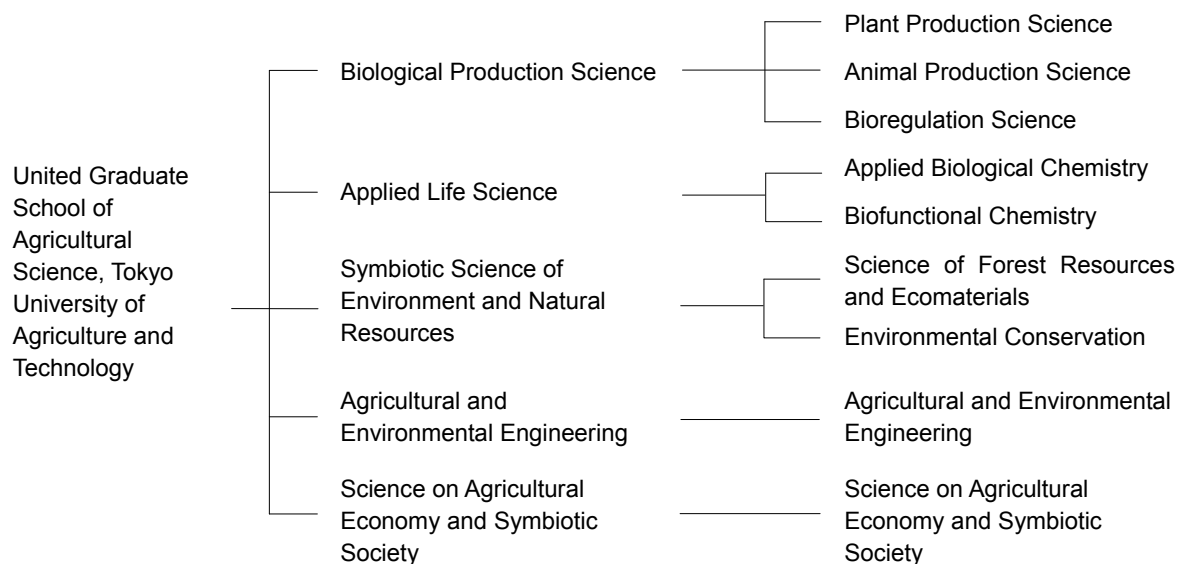 United Graduate
School of
Agricultural
Science, Tokyo
University of
Agriculture and
Technology
Biological Production Science
Plant Production Science
Animal Production Science
Bioregulation Science
Applied Life Science
Applied Biological Chemistry
Biofunctional Chemistry
Symbiotic Science of
Environment and Natural
Resources
Science of Forest Resources
and Ecomaterials
Environmental Conservation
Agricultural and
Environmental Engineering
Agricultural and Environmental
Engineering
Science on Agricultural
Economy and Symbiotic
Society
Science on Agricultural
Economy and Symbiotic
Society